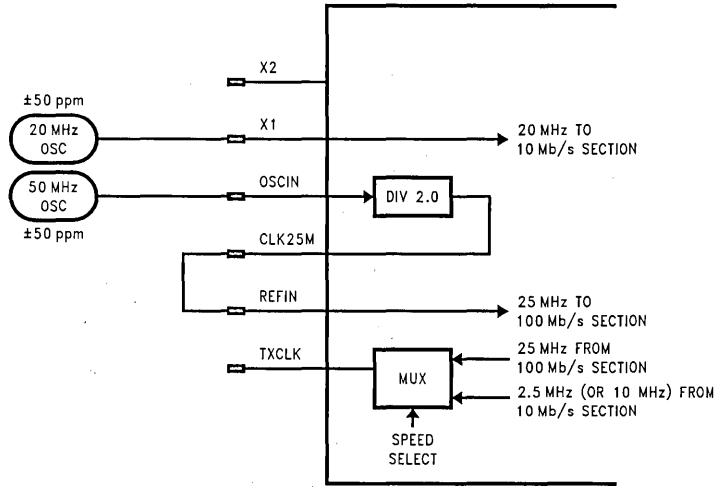 X2
±50 ppm
20 MHz
OSC
X1
20 MHz TO
10 Mb/s SECTION
50 MHz
OSC
±50 ppm
OSCIN
DIV 2.0
CLK25M
REFIN
25 MHz TO
100 Mb/s SECTION
TXCLK
MUX
25 MHz FROM
100 Mb/s SECTION
2.5 MHz (OR 10 MHz) FROM
10 Mb/s SECTION
SPEED
SELECT